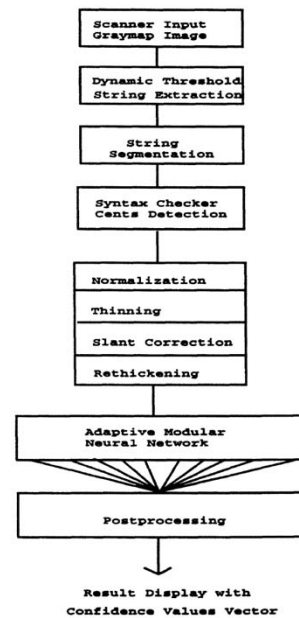 Scanner Input
Graymap Image
Dynamic Threshold
String Extraction
String
Segmentation
Syntax Checker
Cents Detection
Normalization
Thinning
Slant Correction
Rethickening
Adaptive Modular
Neural Network
Postprocessing
Result Display with
Confidence Values Vector